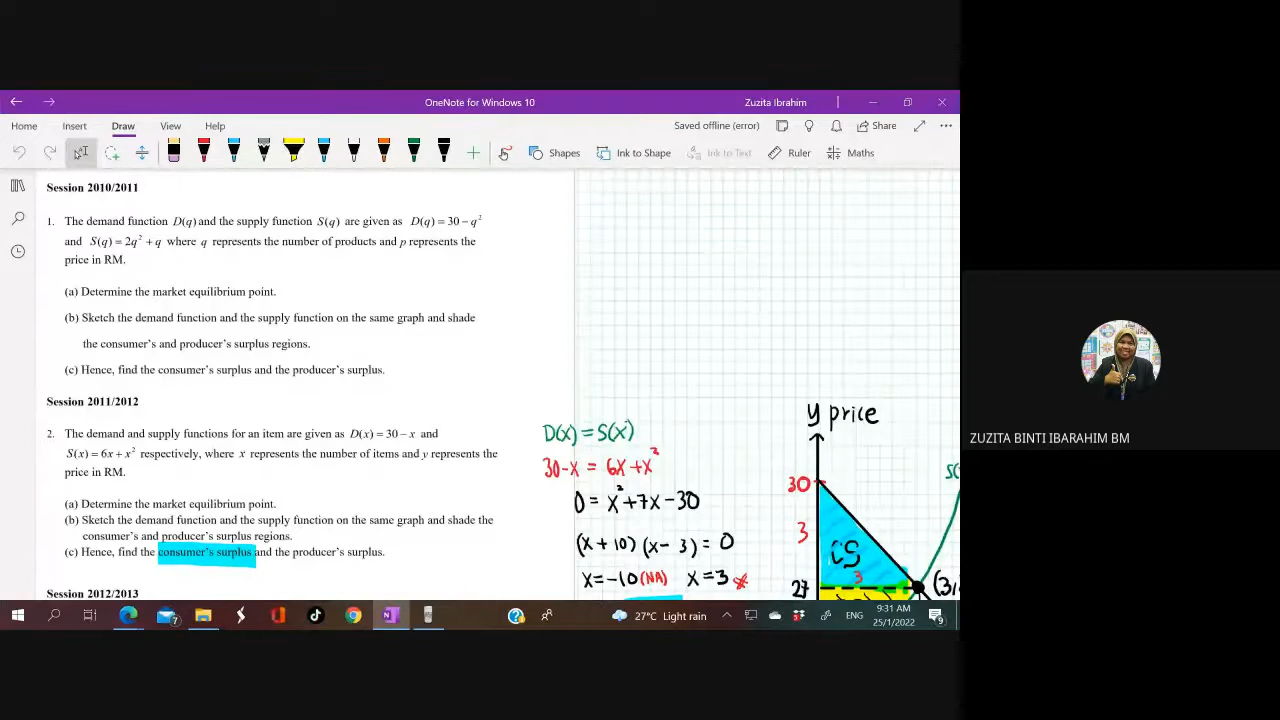 OneNote for Windows 10
Zuzita Ibrahim
Home Insert Draw View Help
Saved offline (error)
Share
Shapes
Ink to Shape
Ink to Text
Ruler
Maths
Session 2010/2011
1. The demand function D(q) and the supply function S(q) are given as D(q) = 30 − q²
and S(q) = 2q² + q where q represents the number of products and p represents the
price in RM.
(a) Determine the market equilibrium point.
(b) Sketch the demand function and the supply function on the same graph and shade
the consumer's and producer's surplus regions.
(c) Hence, find the consumer's surplus and the producer's surplus.
Session 2011/2012
2. The demand and supply functions for an item are given as D(x) = 30 − x and
S(x) = 6x + x² respectively, where x represents the number of items and y represents the
price in RM.
(a) Determine the market equilibrium point.
(b) Sketch the demand function and the supply function on the same graph and shade the
consumer's and producer's surplus regions.
(c) Hence, find the consumer's surplus and the producer's surplus.
Session 2012/2013
D(x) = S(x)
30 - x = 6x + x²
0 = x² + 7x - 30
(x + 10)(x - 3) = 0
x = -10 (NA) x = 3 *
y price
30
3
CS
3
27
(3,
S(
ZUZITA BINTI IBARAHIM BM
7
27°C Light rain
ENG
9:31 AM
25/1/2022
9